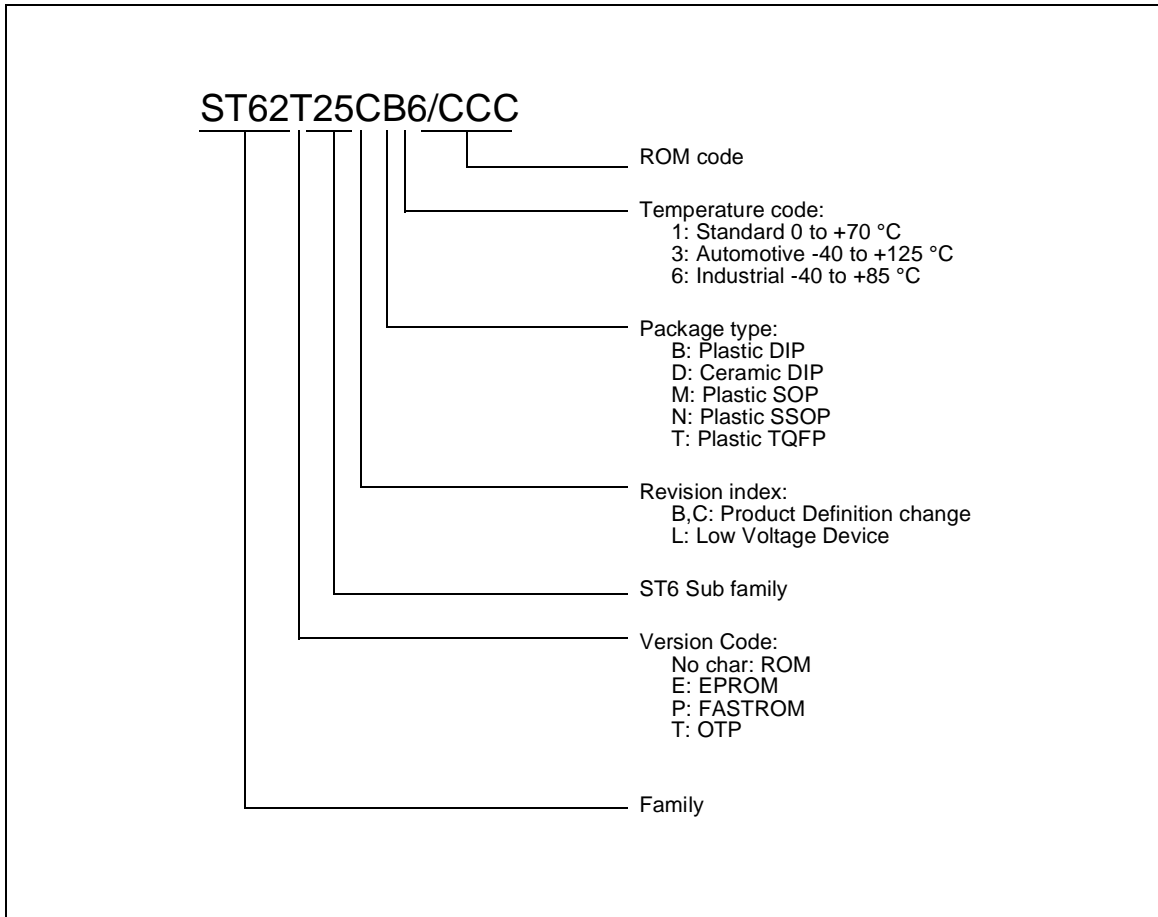 ST62T25CB6/CCC
ROM code
Temperature code:
1: Standard 0 to +70 °C
3: Automotive -40 to +125 °C
6: Industrial -40 to +85 °C
Package type:
B: Plastic DIP
D: Ceramic DIP
M: Plastic SOP
N: Plastic SSOP
T: Plastic TQFP
Revision index:
B,C: Product Definition change
L: Low Voltage Device
ST6 Sub family
Version Code:
No char: ROM
E: EPROM
P: FASTROM
T: OTP
Family